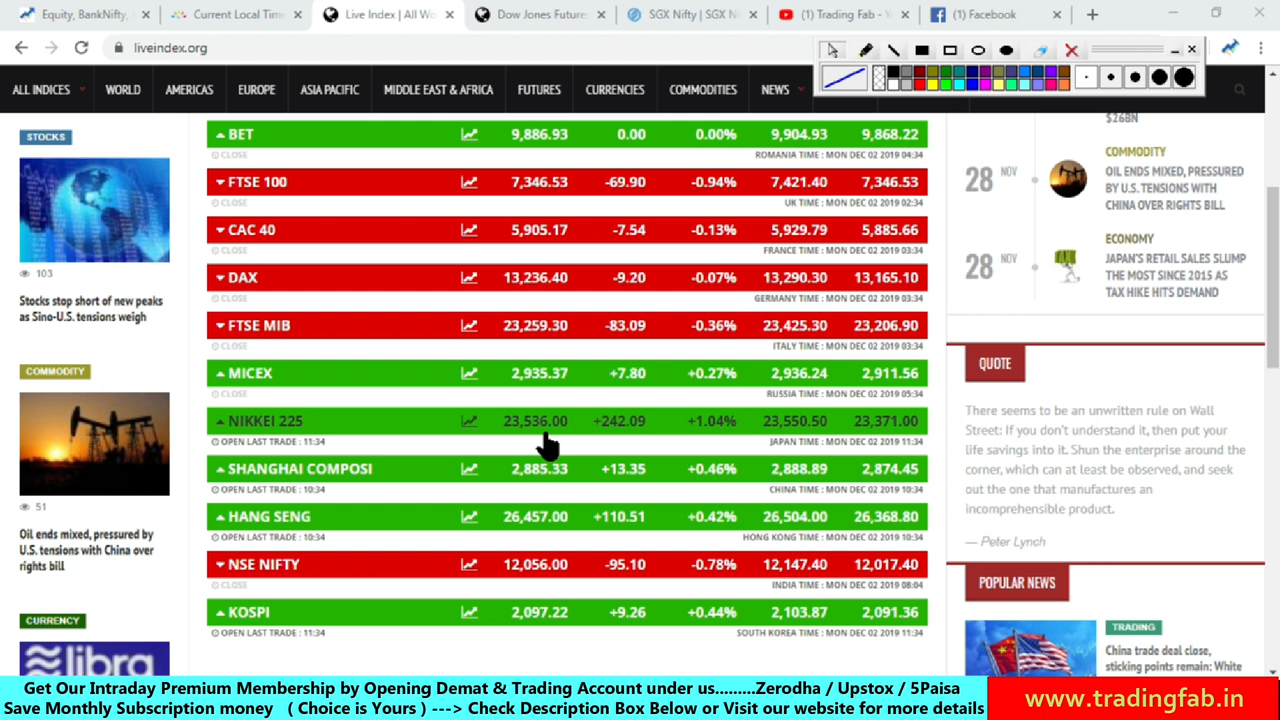 Equity, BankNifty,
Current Local Time
Live Index | All Wo
Dow Jones Future
SGX Nifty | SGX N
(1) Trading Fab - Y
(1) Facebook
liveindex.org
ALL INDICES
WORLD
AMERICAS
EUROPE
ASIA PACIFIC
MIDDLE EAST & AFRICA
FUTURES
CURRENCIES
COMMODITIES
NEWS
STOCKS
103
Stocks stop short of new peaks
as Sino-U.S. tensions weigh
COMMODITY
51
Oil ends mixed, pressured by
U.S. tensions with China over
rights bill
CURRENCY
libra
BET 9,886.93 0.00 0.00% 9,904.93 9,868.22
CLOSE ROMANIA TIME : MON DEC 02 2019 04:34
FTSE 100 7,346.53 -69.90 -0.94% 7,421.40 7,346.53
CLOSE UK TIME : MON DEC 02 2019 02:34
CAC 40 5,905.17 -7.54 -0.13% 5,929.79 5,885.66
CLOSE FRANCE TIME : MON DEC 02 2019 03:34
DAX 13,236.40 -9.20 -0.07% 13,290.30 13,165.10
CLOSE GERMANY TIME : MON DEC 02 2019 03:34
FTSE MIB 23,259.30 -83.09 -0.36% 23,425.30 23,206.90
CLOSE ITALY TIME : MON DEC 02 2019 03:34
MICEX 2,935.37 +7.80 +0.27% 2,936.24 2,911.56
CLOSE RUSSIA TIME : MON DEC 02 2019 05:34
NIKKEI 225 23,536.00 +242.09 +1.04% 23,550.50 23,371.00
OPEN LAST TRADE : 11:34 JAPAN TIME : MON DEC 02 2019 11:34
SHANGHAI COMPOSI 2,885.33 +13.35 +0.46% 2,888.89 2,874.45
OPEN LAST TRADE : 10:34 CHINA TIME : MON DEC 02 2019 10:34
HANG SENG 26,457.00 +110.51 +0.42% 26,504.00 26,368.80
OPEN LAST TRADE : 10:34 HONG KONG TIME : MON DEC 02 2019 10:34
NSE NIFTY 12,056.00 -95.10 -0.78% 12,147.40 12,017.40
CLOSE INDIA TIME : MON DEC 02 2019 08:04
KOSPI 2,097.22 +9.26 +0.44% 2,103.87 2,091.36
OPEN LAST TRADE : 11:34 SOUTH KOREA TIME : MON DEC 02 2019 11:34
$26BN
28 NOV
COMMODITY
OIL ENDS MIXED, PRESSURED
BY U.S. TENSIONS WITH
CHINA OVER RIGHTS BILL
28 NOV
ECONOMY
JAPAN'S RETAIL SALES SLUMP
THE MOST SINCE 2015 AS
TAX HIKE HITS DEMAND
QUOTE
There seems to be an unwritten rule on Wall
Street: If you don't understand it, then put your
life savings into it. Shun the enterprise around the
corner, which can at least be observed, and seek
out the one that manufactures an
incomprehensible product.
— Peter Lynch
POPULAR NEWS
TRADING
China trade deal close,
sticking points remain: White
Get Our Intraday Premium Membership by Opening Demat & Trading Account under us.........Zerodha / Upstox / 5Paisa
Save Monthly Subscription money ( Choice is Yours ) ---> Check Description Box Below or Visit our website for more details
www.tradingfab.in